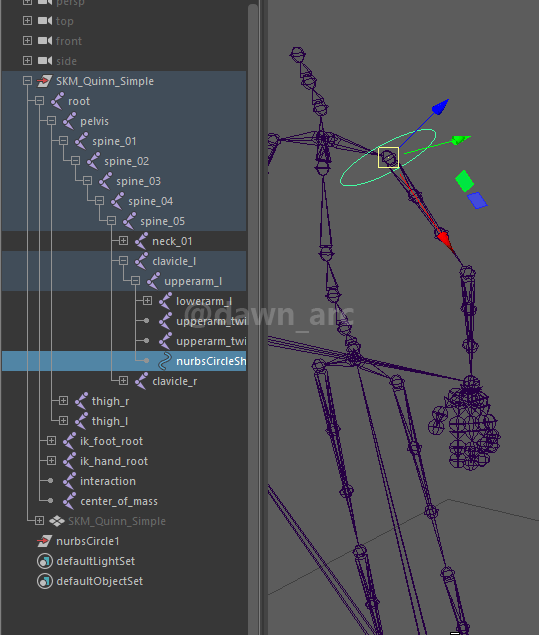 persp
top
front
side
SKM_Quinn_Simple
root
pelvis
spine_01
spine_02
spine_03
spine_04
spine_05
neck_01
clavicle_l
upperarm_l
lowerarm_l
upperarm_twi
upperarm_twi
nurbsCircleSh
clavicle_r
thigh_r
thigh_l
ik_foot_root
ik_hand_root
interaction
center_of_mass
SKM_Quinn_Simple
nurbsCircle1
defaultLightSet
defaultObjectSet
@dawn_arc